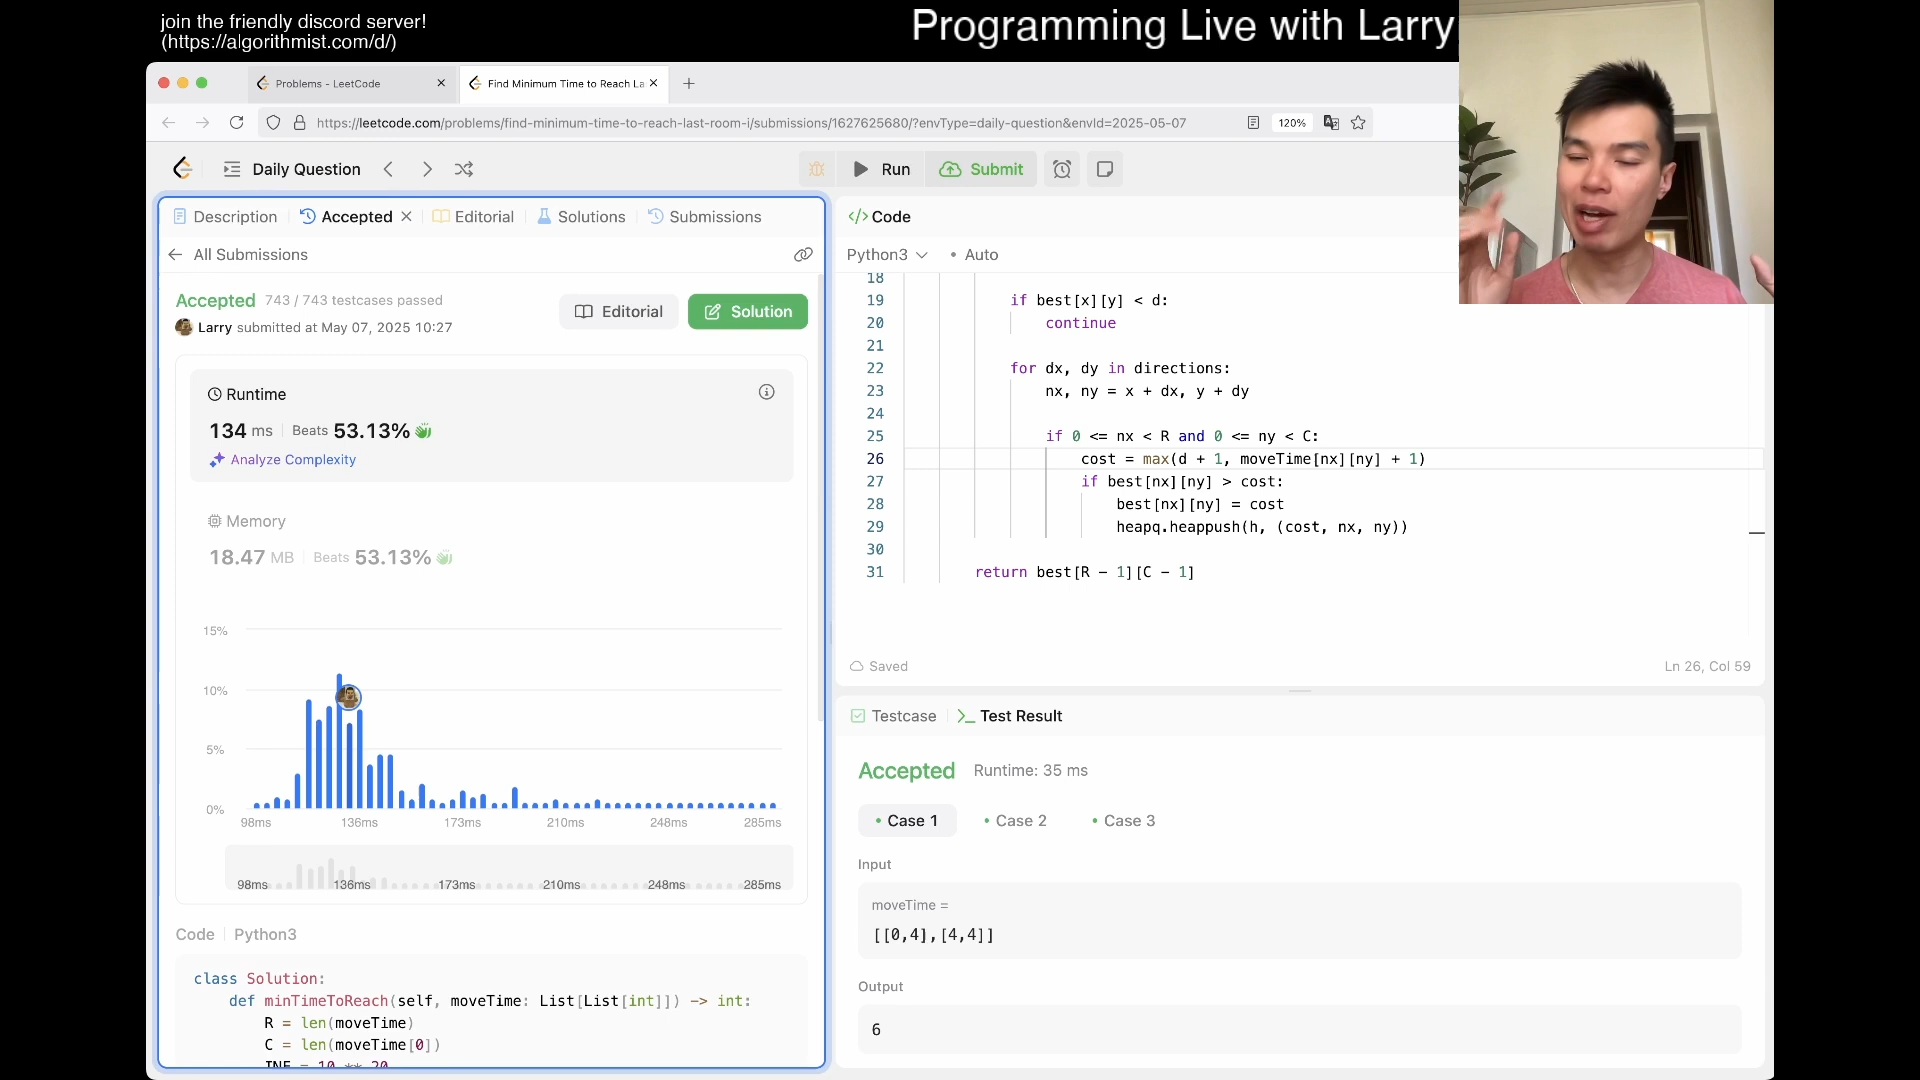 join the friendly discord server!
(https://algorithmist.com/d/)
Programming Live with Larry
Problems - LeetCode
Find Minimum Time to Reach La
https://leetcode.com/problems/find-minimum-time-to-reach-last-room-i/submissions/1627625680/?envType=daily-question&envId=2025-05-07
120%
Daily Question
Run
Submit
Description
Accepted
Editorial
Solutions
Submissions
All Submissions
Accepted 743 / 743 testcases passed
Larry submitted at May 07, 2025 10:27
Editorial
Solution
Runtime
134 ms | Beats 53.13%
Analyze Complexity
Memory
18.47 MB | Beats 53.13%
15%
10%
5%
0%
98ms 136ms 173ms 210ms 248ms 285ms
98ms 136ms 173ms 210ms 248ms 285ms
Code | Python3
class Solution:
def minTimeToReach(self, moveTime: List[List[int]]) -> int:
R = len(moveTime)
C = len(moveTime[0])
INF = 10 ** 20
</> Code
Python3 • Auto
18
19 if best[x][y] < d:
20 continue
21
22 for dx, dy in directions:
23 nx, ny = x + dx, y + dy
24
25 if 0 <= nx < R and 0 <= ny < C:
26 cost = max(d + 1, moveTime[nx][ny] + 1)
27 if best[nx][ny] > cost:
28 best[nx][ny] = cost
29 heapq.heappush(h, (cost, nx, ny))
30
31 return best[R - 1][C - 1]
Saved
Ln 26, Col 59
Testcase
>_ Test Result
Accepted Runtime: 35 ms
• Case 1 • Case 2 • Case 3
Input
moveTime =
[[0,4],[4,4]]
Output
6